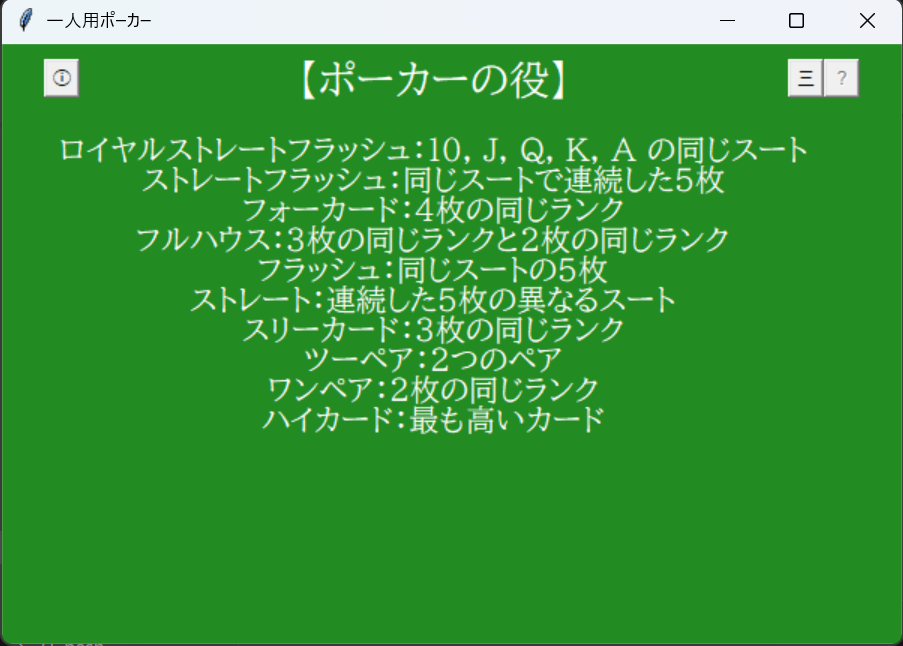 一人用ポーカー
ⓘ
【ポーカーの役】
三 ?
ロイヤルストレートフラッシュ:10, J, Q, K, A の同じスート
ストレートフラッシュ:同じスートで連続した5枚
フォーカード:4枚の同じランク
フルハウス:3枚の同じランクと2枚の同じランク
フラッシュ:同じスートの5枚
ストレート:連続した5枚の異なるスート
スリーカード:3枚の同じランク
ツーペア:2つのペア
ワンペア:2枚の同じランク
ハイカード:最も高いカード